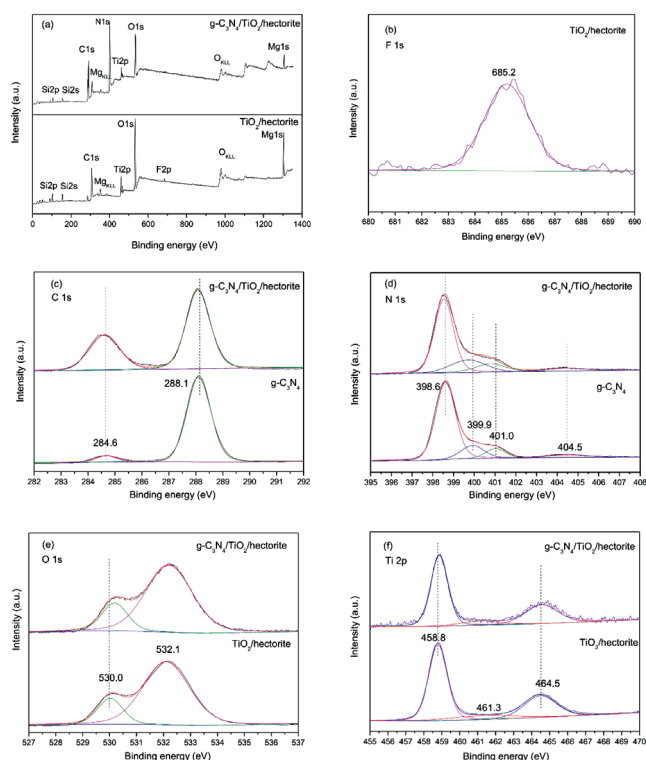 (a)
g-C3N4/TiO2/hectorite
N1s
O1s
C1s
MgKLL
Ti2p
Si2p
Si2s
OKLL
Mg1s
TiO2/hectorite
O1s
Mg1s
C1s
MgKLL
Ti2p
F2p
Si2p
Si2s
OKLL
0 200 400 600 800 1000 1200 1400
Binding energy (eV)
Intensity (a.u.)
(b)
TiO2/hectorite
F 1s
685.2
680 681 682 683 684 685 686 687 688 689 690
Binding energy (eV)
Intensity (a.u.)
(c)
g-C3N4/TiO2/hectorite
C 1s
288.1
g-C3N4
284.6
282 283 284 285 286 287 288 289 290 291 292
Binding energy (eV)
Intensity (a.u.)
(d)
g-C3N4/TiO2/hectorite
N 1s
398.6
g-C3N4
399.9
401.0
404.5
396 397 398 399 400 401 402 403 404 405 406 407 408
Binding energy (eV)
Intensity (a.u.)
(e)
g-C3N4/TiO2/hectorite
O 1s
TiO2/hectorite
532.1
530.0
527 528 529 530 531 532 533 534 535 536 537
Binding energy (eV)
Intensity (a.u.)
(f)
g-C3N4/TiO2/hectorite
Ti 2p
458.8
TiO2/hectorite
464.5
461.3
455 456 457 458 459 460 461 462 463 464 465 466 467 468 469 470
Binding energy (eV)
Intensity (a.u.)